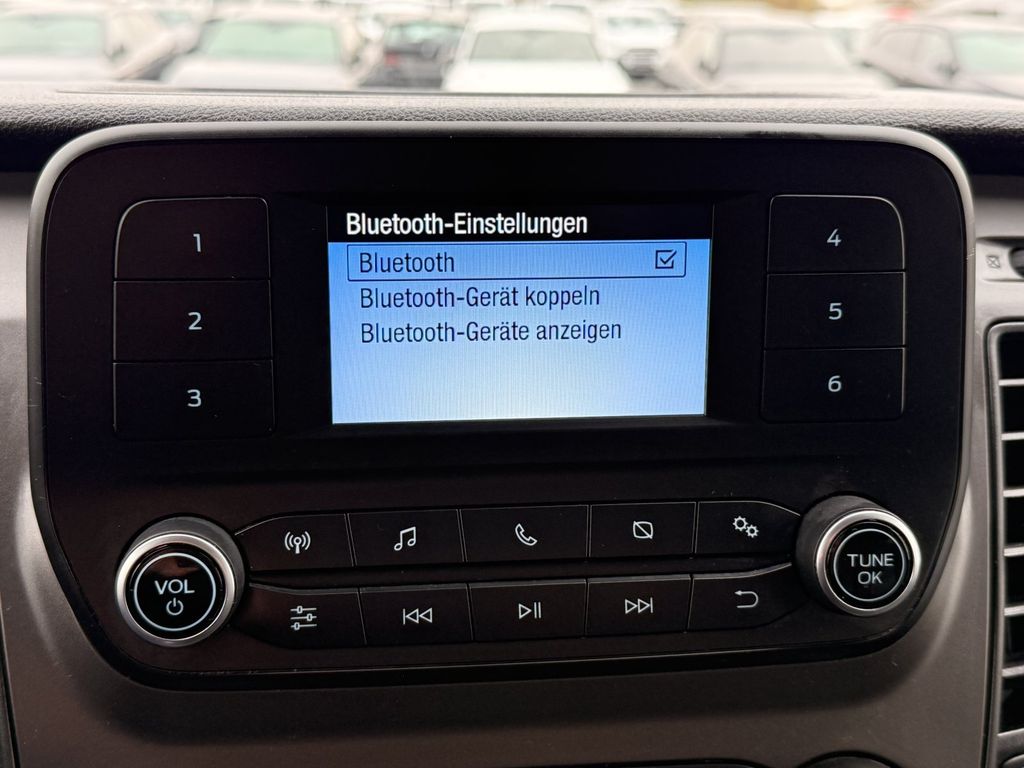 Bluetooth-Einstellungen
Bluetooth
Bluetooth-Gerät koppeln
Bluetooth-Geräte anzeigen
1
2
3
4
5
6
VOL
TUNE
OK